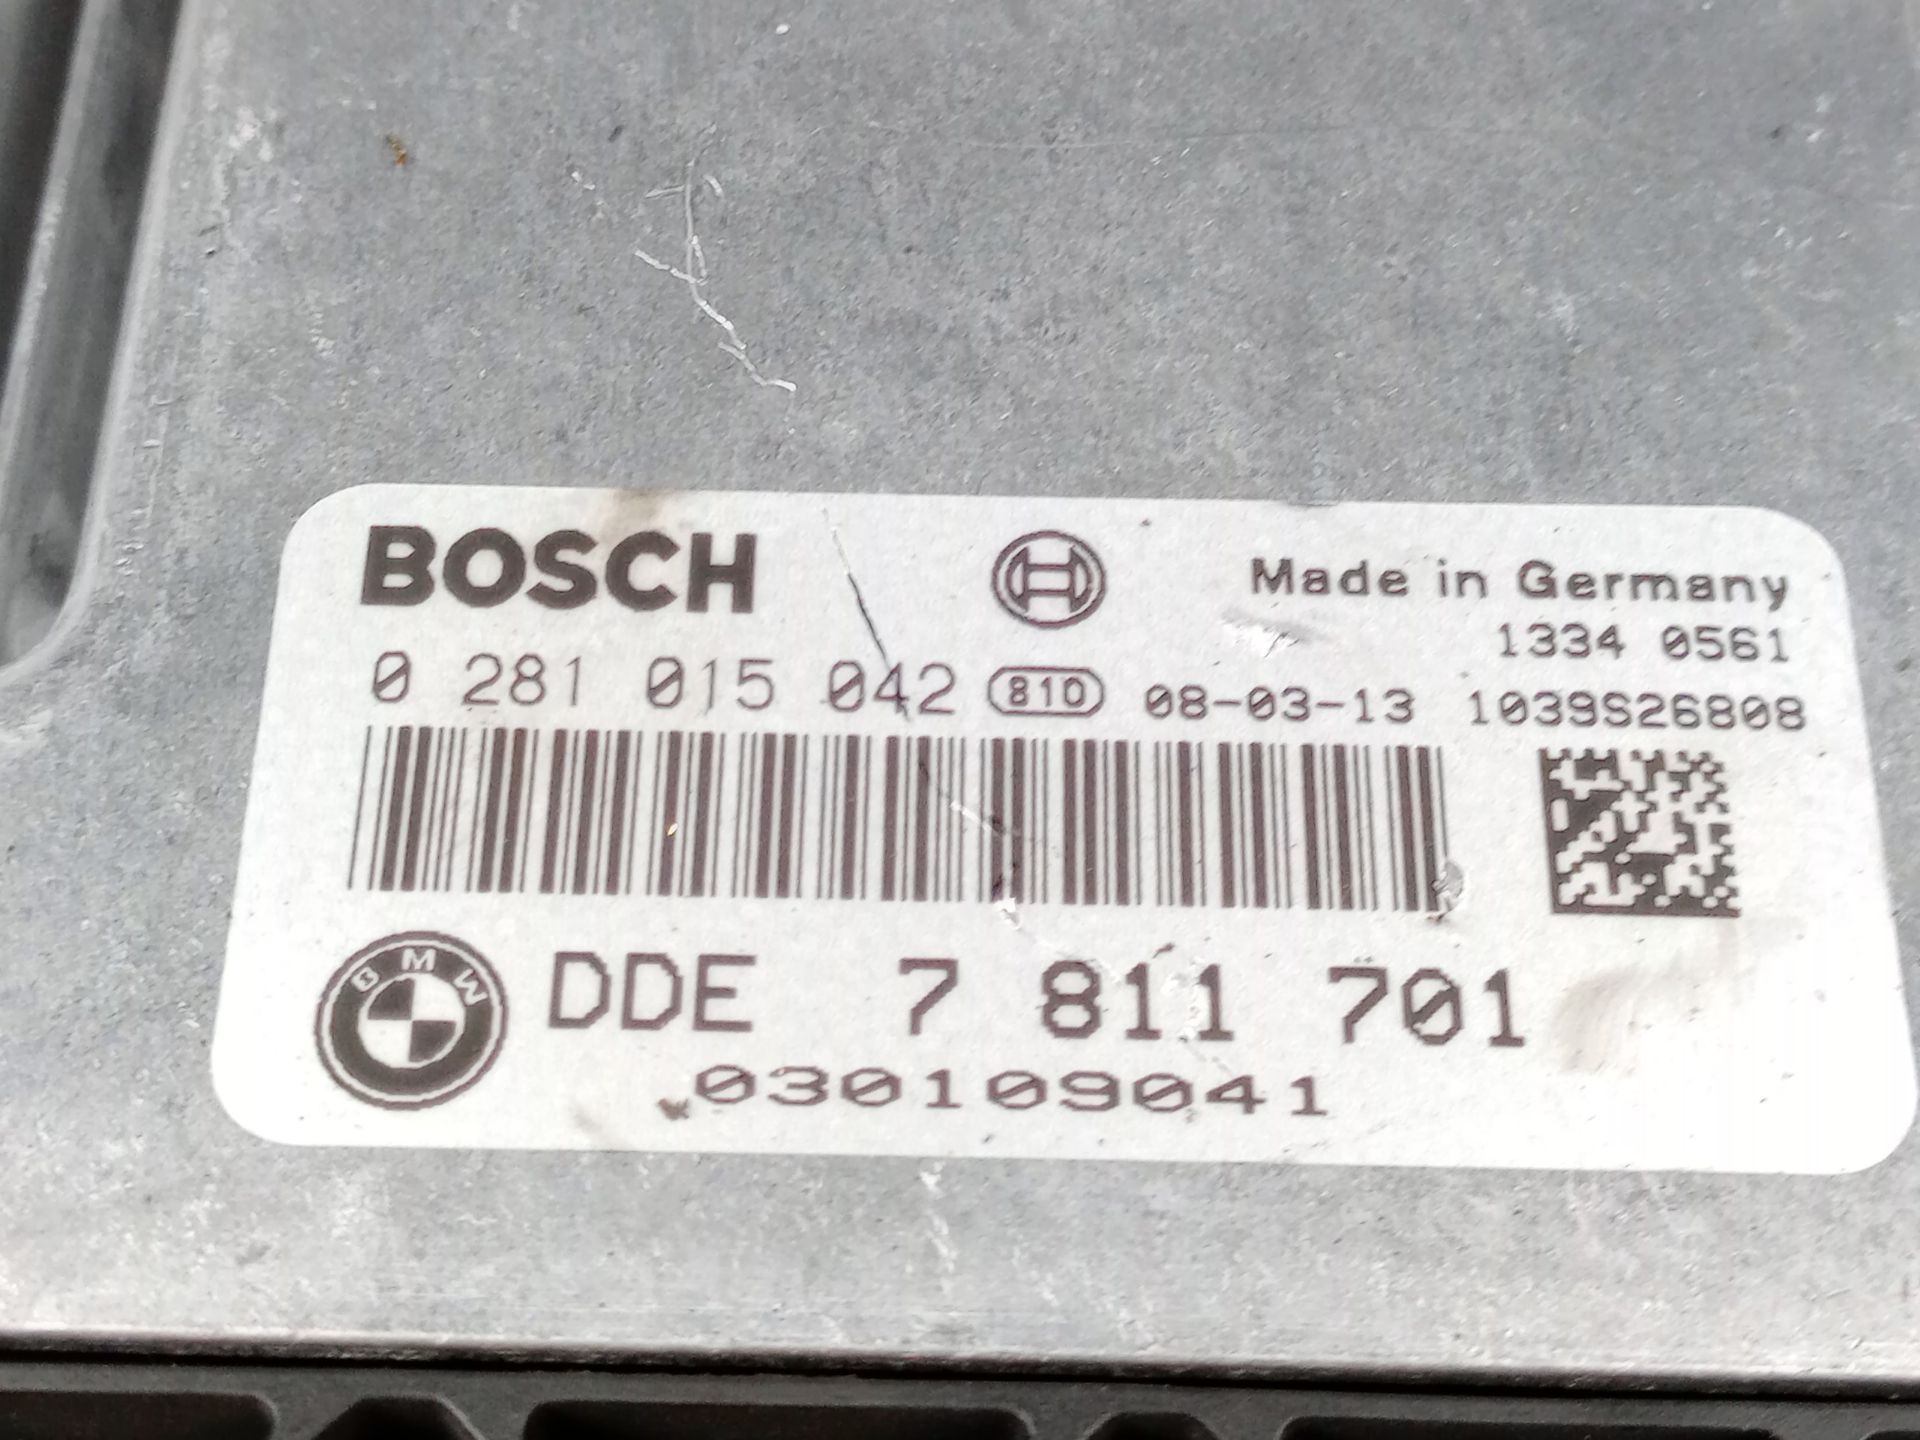 BOSCH Made in Germany
1334 0561
0 281 015 042 810 08-03-13 1039S26808
BMW DDE 7 811 701
030109041